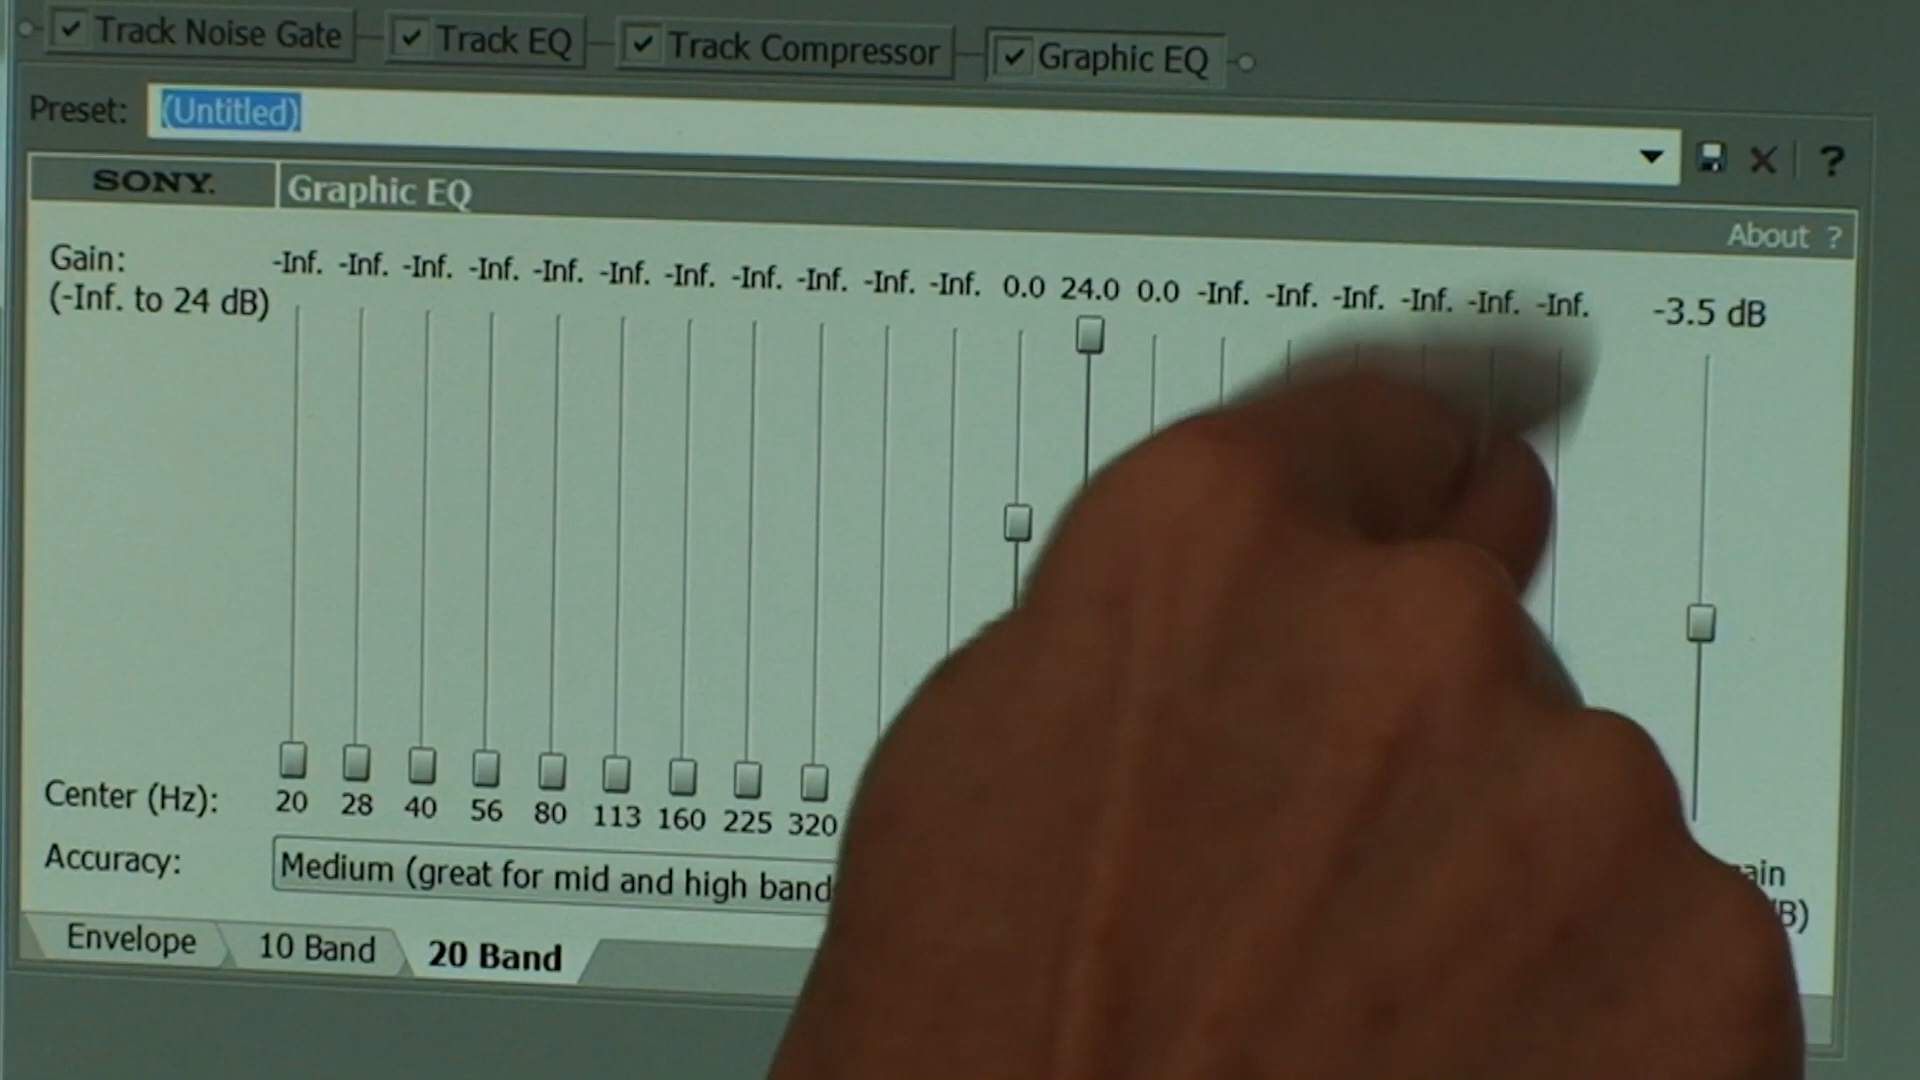 Track Noise Gate Track EQ Track Compressor Graphic EQ
Preset: (Untitled) ?
SONY. Graphic EQ
About ?
Gain: -Inf. -Inf. -Inf. -Inf. -Inf. -Inf. -Inf. -Inf. -Inf. -Inf. -Inf. 0.0 24.0 0.0 -Inf. -Inf. -Inf. -Inf. -Inf. -Inf. -3.5 dB
(-Inf. to 24 dB)
Center (Hz): 20 28 40 56 80 113 160 225 320
Accuracy: Medium (great for mid and high band
ain
B)
Envelope 10 Band 20 Band